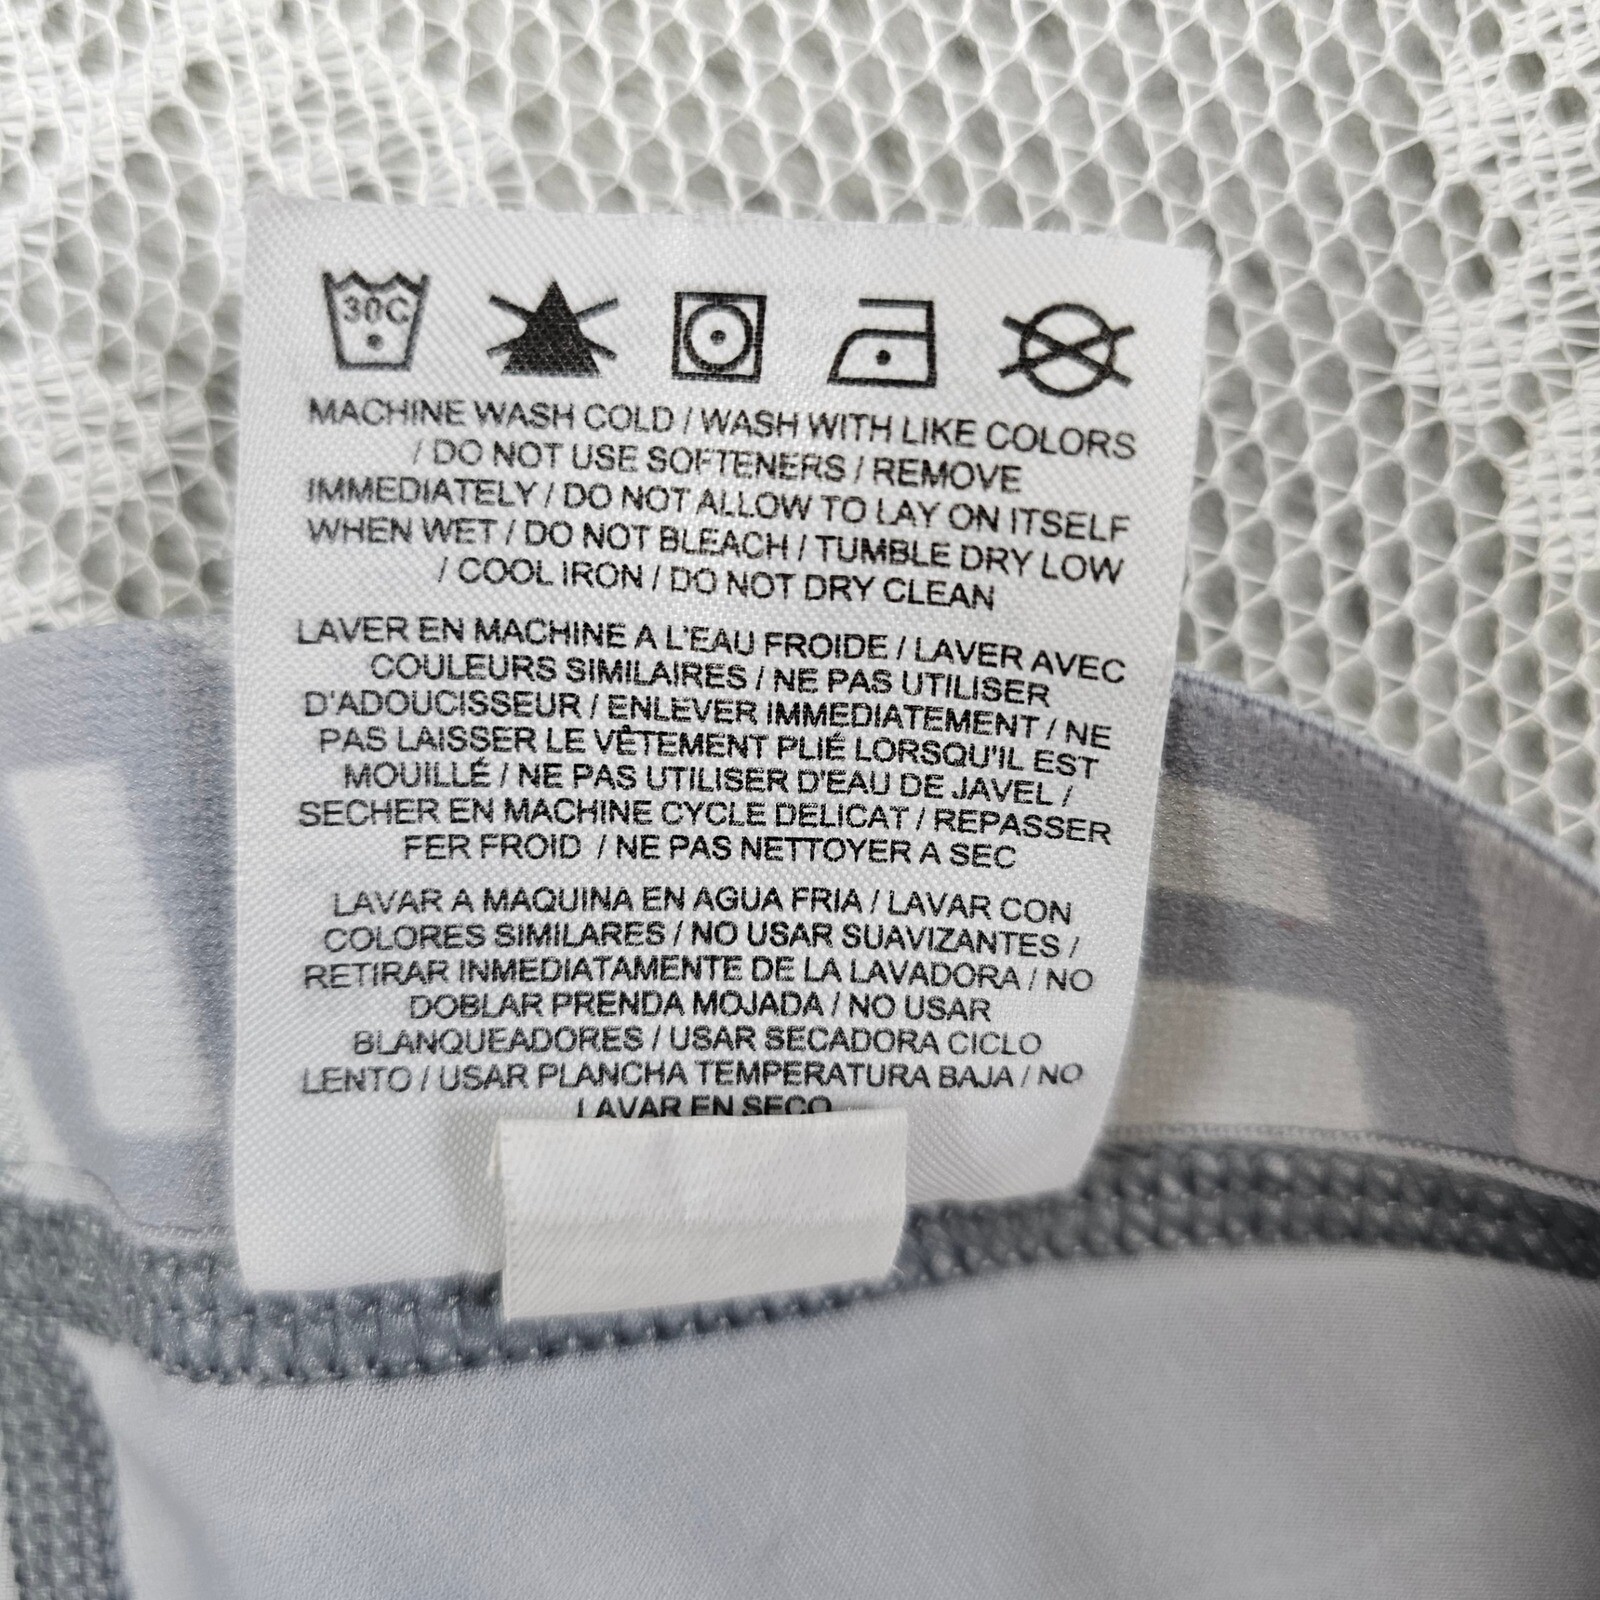 30C
MACHINE WASH COLD / WASH WITH LIKE COLORS
/ DO NOT USE SOFTENERS / REMOVE
IMMEDIATELY / DO NOT ALLOW TO LAY ON ITSELF
WHEN WET / DO NOT BLEACH / TUMBLE DRY LOW
/ COOL IRON / DO NOT DRY CLEAN
LAVER EN MACHINE A L'EAU FROIDE / LAVER AVEC
COULEURS SIMILAIRES / NE PAS UTILISER
D'ADOUCISSEUR / ENLEVER IMMEDIATEMENT / NE
PAS LAISSER LE VÊTEMENT PLIÉ LORSQU'IL EST
MOUILLÉ / NE PAS UTILISER D'EAU DE JAVEL /
SECHER EN MACHINE CYCLE DELICAT / REPASSER
FER FROID / NE PAS NETTOYER A SEC
LAVAR A MAQUINA EN AGUA FRIA / LAVAR CON
COLORES SIMILARES / NO USAR SUAVIZANTES /
RETIRAR INMEDIATAMENTE DE LA LAVADORA / NO
DOBLAR PRENDA MOJADA / NO USAR
BLANQUEADORES / USAR SECADORA CICLO
LENTO / USAR PLANCHA TEMPERATURA BAJA / NO
LAVAR EN SECO